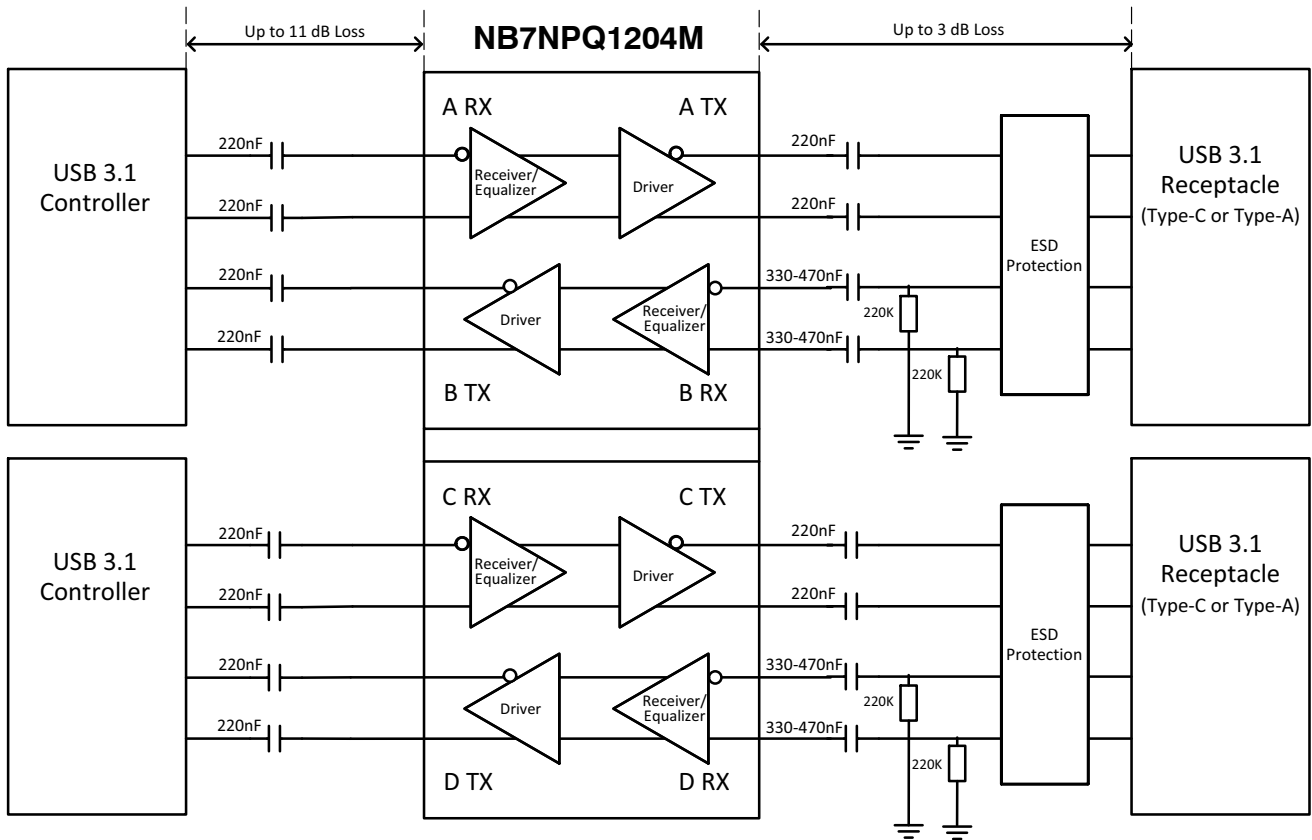 Up to 11 dB Loss
NB7NPQ1204M
Up to 3 dB Loss
A RX
A TX
USB 3.1
Controller
220nF
220nF
220nF
220nF
Receiver/
Equalizer
Driver
Driver
Receiver/
Equalizer
B TX
B RX
220nF
220nF
330-470nF
330-470nF
220K
220K
ESD
Protection
USB 3.1
Receptacle
(Type-C or Type-A)
C RX
C TX
USB 3.1
Controller
220nF
220nF
220nF
220nF
Receiver/
Equalizer
Driver
Driver
Receiver/
Equalizer
D TX
D RX
220nF
220nF
330-470nF
330-470nF
220K
220K
ESD
Protection
USB 3.1
Receptacle
(Type-C or Type-A)